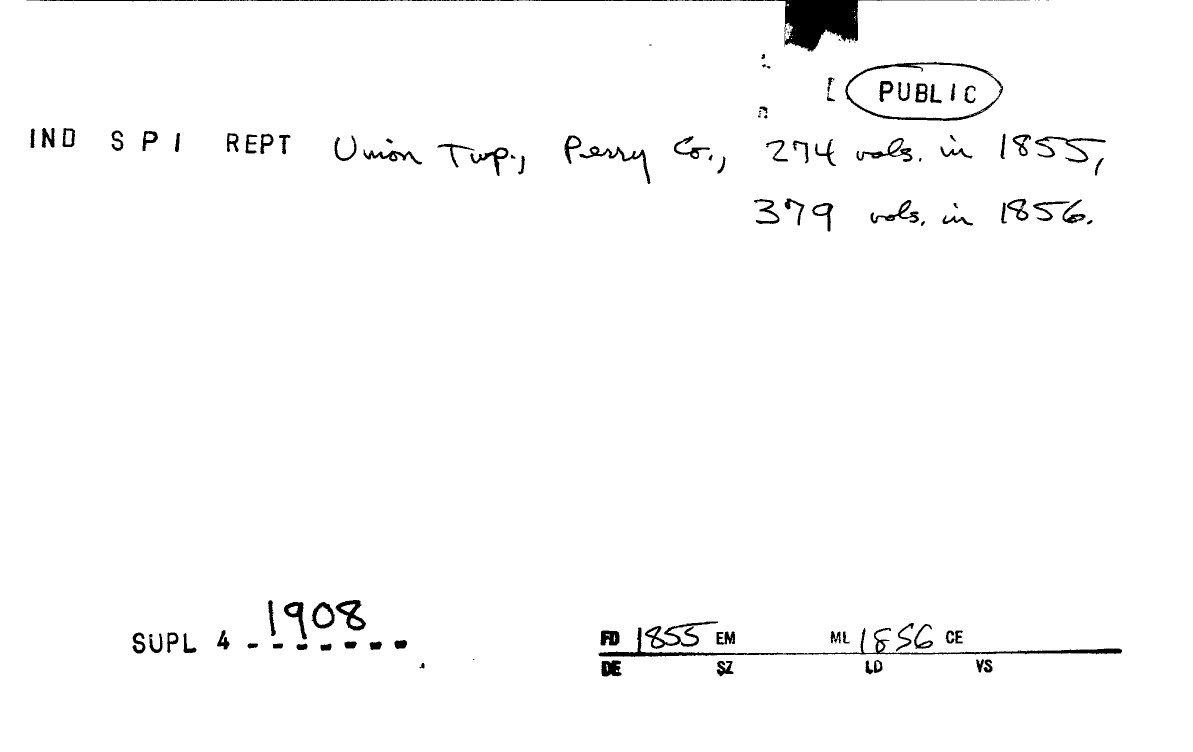 PUBLIC
IND S P I REPT Union Twp., Perry Co., 274 vols. in 1855,
379 vols. in 1856.
1908
SUPL 4 - - - - - - -
FD 1855 EM ML 1856 CE
DE SZ LD VS